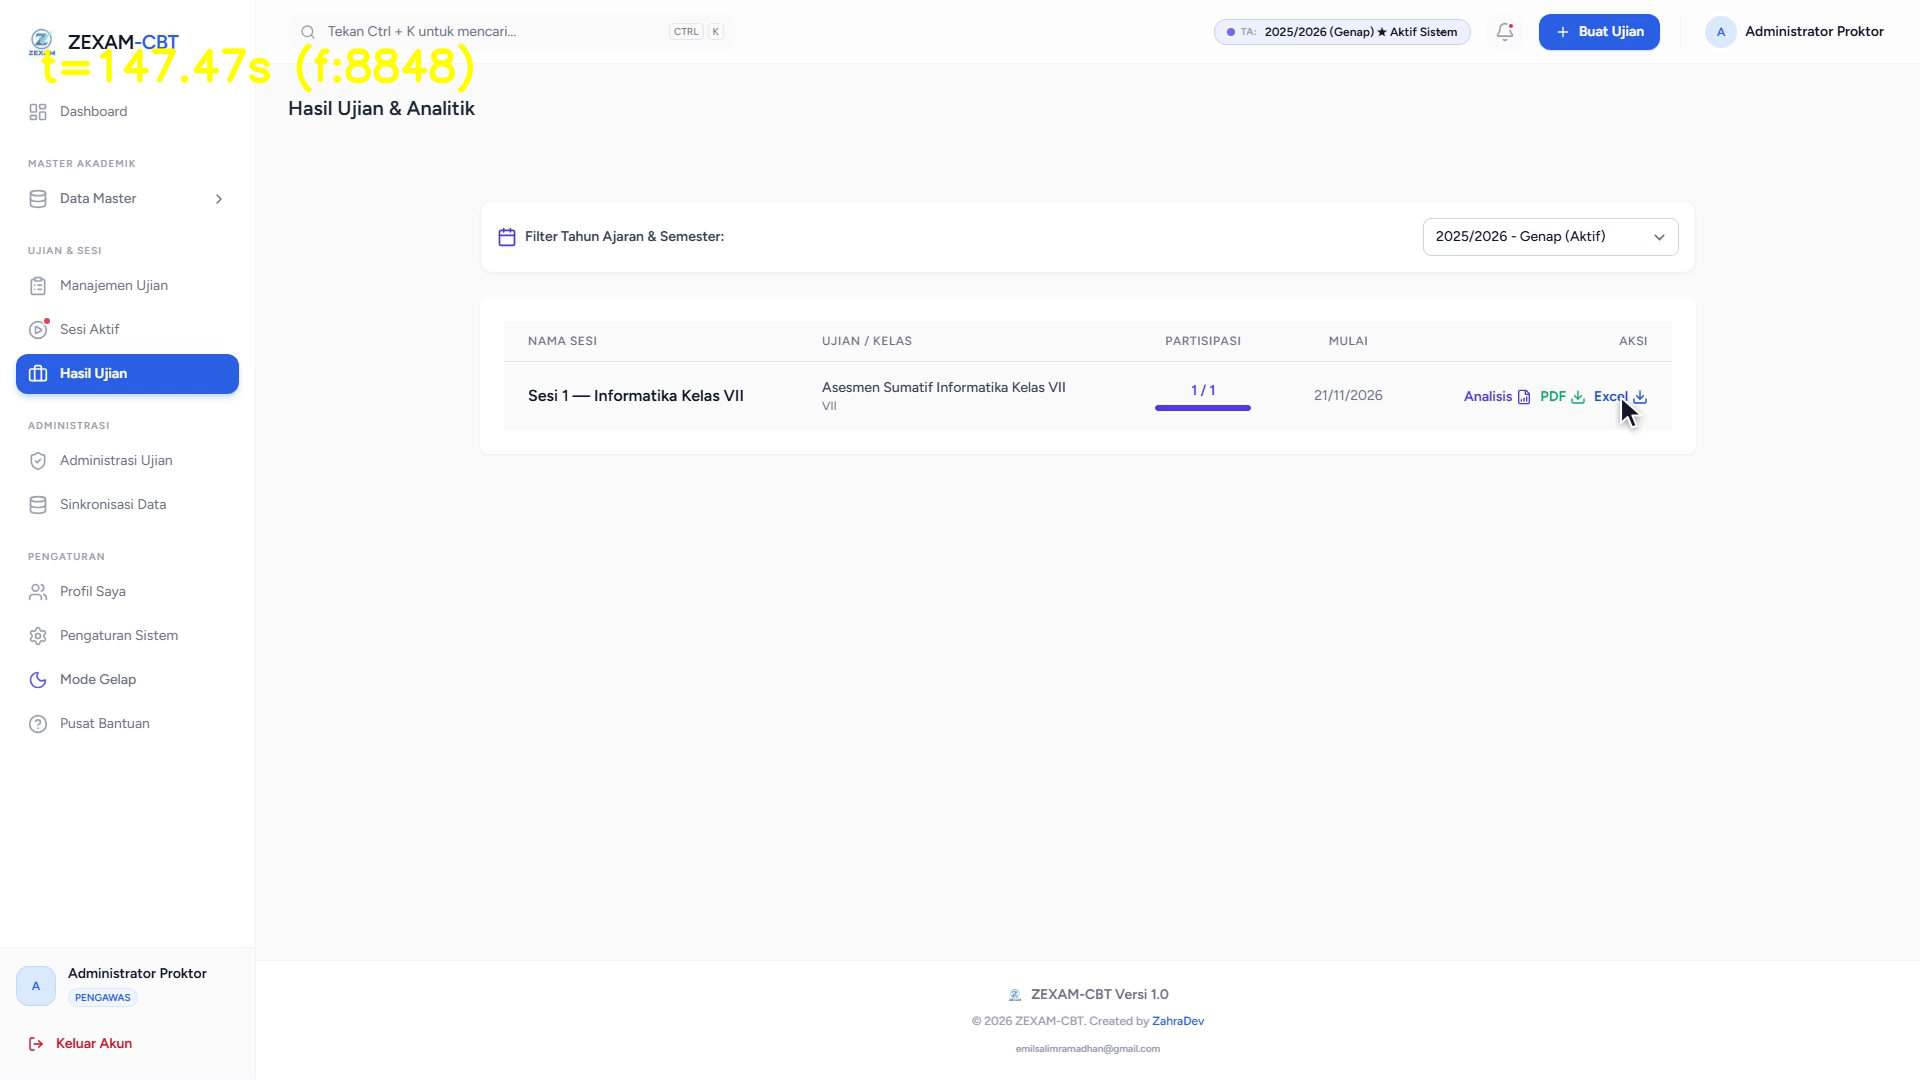 ZEXAM-CBT
ZEXAM
t=147.47s (f:8848)
Dashboard
MASTER AKADEMIK
Data Master
UJIAN & SESI
Manajemen Ujian
Sesi Aktif
Hasil Ujian
ADMINISTRASI
Administrasi Ujian
Sinkronisasi Data
PENGATURAN
Profil Saya
Pengaturan Sistem
Mode Gelap
Pusat Bantuan
A
Administrator Proktor
PENGAWAS
Keluar Akun
Tekan Ctrl + K untuk mencari... CTRL K
TA: 2025/2026 (Genap) ★ Aktif Sistem
+ Buat Ujian
A Administrator Proktor
Hasil Ujian & Analitik
Filter Tahun Ajaran & Semester: 2025/2026 - Genap (Aktif)
NAMA SESI UJIAN / KELAS PARTISIPASI MULAI AKSI
Sesi 1 — Informatika Kelas VII Asesmen Sumatif Informatika Kelas VII 1 / 1 21/11/2026 Analisis PDF Excel
VII
ZEXAM-CBT Versi 1.0
© 2026 ZEXAM-CBT. Created by ZahraDev
emilsalimramadhan@gmail.com